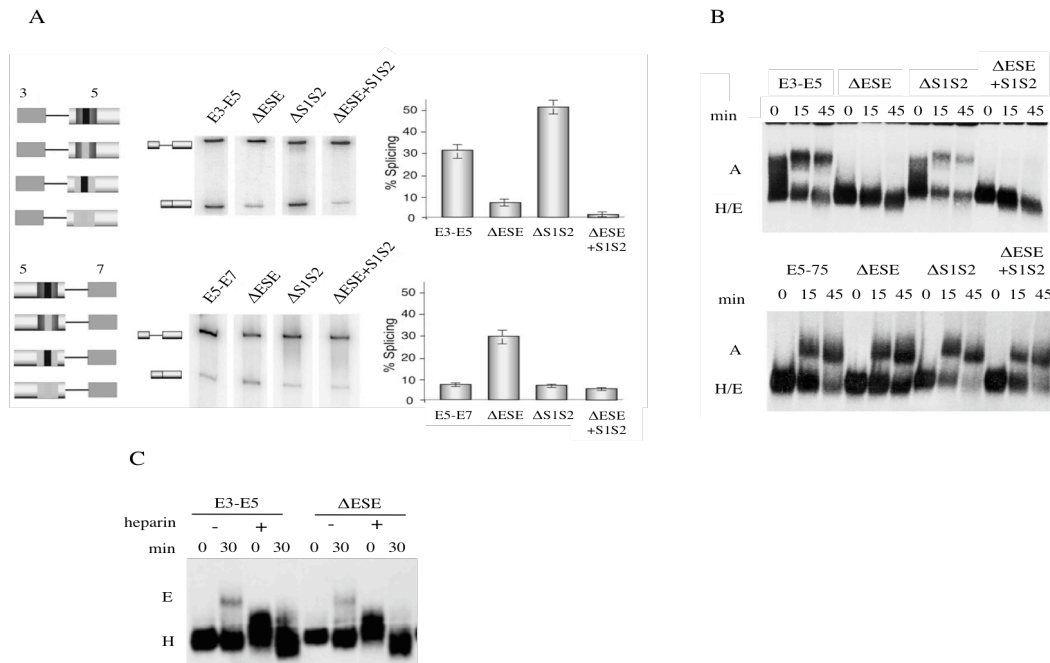 A
3 5
E3-E5 ΔESE ΔS1S2 ΔESE+S1S2
% Splicing
50
40
30
20
10
0
E3-E5 ΔESE ΔS1S2 ΔESE
+S1S2
5 7
E5-E7 ΔESE ΔS1S2 ΔESE+S1S2
% Splicing
50
40
30
20
10
0
E5-E7 ΔESE ΔS1S2 ΔESE
+S1S2
B
E3-E5 ΔESE ΔS1S2 ΔESE
+S1S2
min 0 15 45 0 15 45 0 15 45 0 15 45
A
H/E
E5-75 ΔESE ΔS1S2 ΔESE
+S1S2
min 0 15 45 0 15 45 0 15 45 0 15 45
A
H/E
C
E3-E5 ΔESE
heparin - + - +
min 0 30 0 30 0 30 0 30
E
H